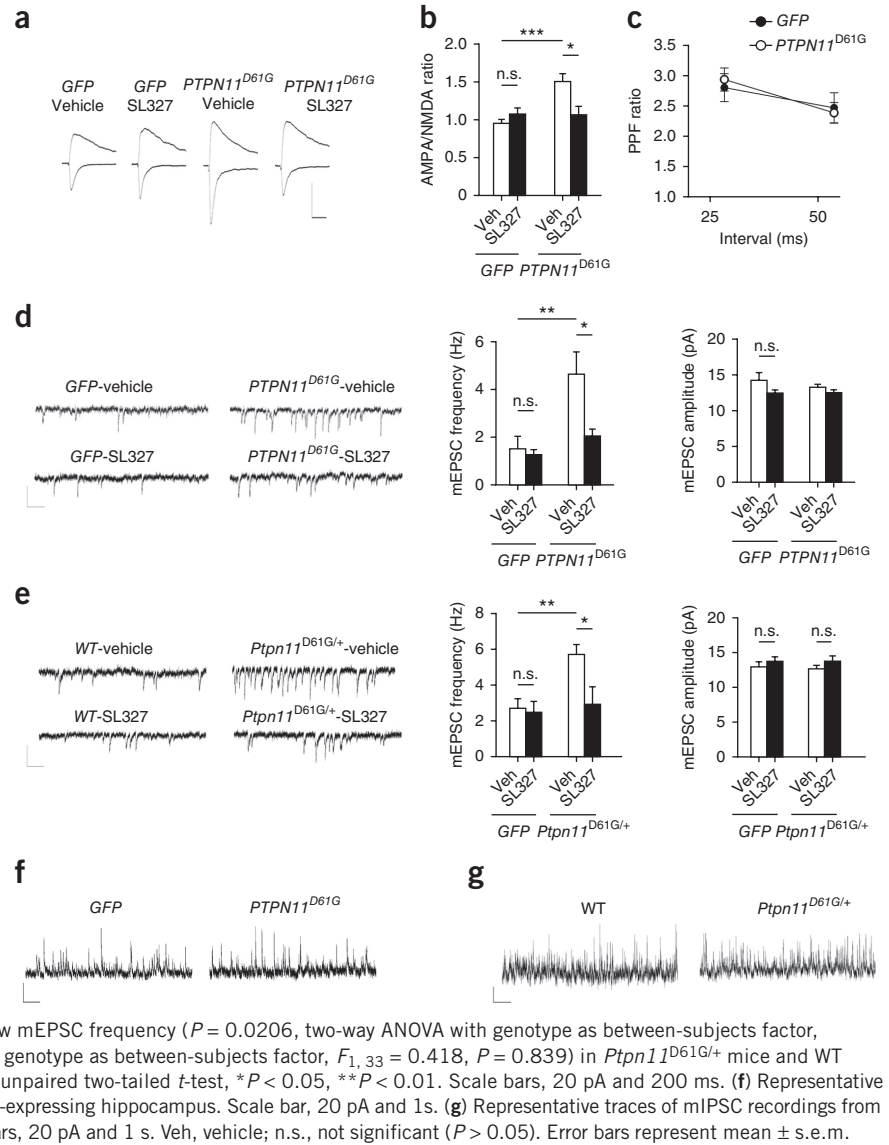 a
GFP
Vehicle
GFP
SL327
PTPN11D61G
Vehicle
PTPN11D61G
SL327
b
AMPA/NMDA ratio
2.0
1.5
1.0
0.5
0
n.s.
***
*
Veh
SL327
Veh
SL327
GFP PTPN11D61G
c
GFP
PTPN11D61G
PPF ratio
3.5
3.0
2.5
2.0
1.5
1.0
25 50
Interval (ms)
d
GFP-vehicle
PTPN11D61G-vehicle
GFP-SL327
PTPN11D61G-SL327
mEPSC frequency (Hz)
6
4
2
0
n.s.
**
*
Veh
SL327
Veh
SL327
GFP PTPN11D61G
mEPSC amplitude (pA)
20
15
10
5
0
n.s.
Veh
SL327
Veh
SL327
GFP PTPN11D61G
e
WT-vehicle
Ptpn11D61G/+-vehicle
WT-SL327
Ptpn11D61G/+-SL327
mEPSC frequency (Hz)
8
6
4
2
0
n.s.
**
*
Veh
SL327
Veh
SL327
GFP Ptpn11D61G/+
mEPSC amplitude (pA)
20
15
10
5
0
n.s.
n.s.
Veh
SL327
Veh
SL327
GFP Ptpn11D61G/+
f
GFP
PTPN11D61G
g
WT
Ptpn11D61G/+
w mEPSC frequency (P = 0.0206, two-way ANOVA with genotype as between-subjects factor,
genotype as between-subjects factor, F1, 33 = 0.418, P = 0.839) in Ptpn11D61G/+ mice and WT
unpaired two-tailed t-test, *P < 0.05, **P < 0.01. Scale bars, 20 pA and 200 ms. (f) Representative
-expressing hippocampus. Scale bar, 20 pA and 1s. (g) Representative traces of mIPSC recordings from
ars, 20 pA and 1 s. Veh, vehicle; n.s., not significant (P > 0.05). Error bars represent mean ± s.e.m.